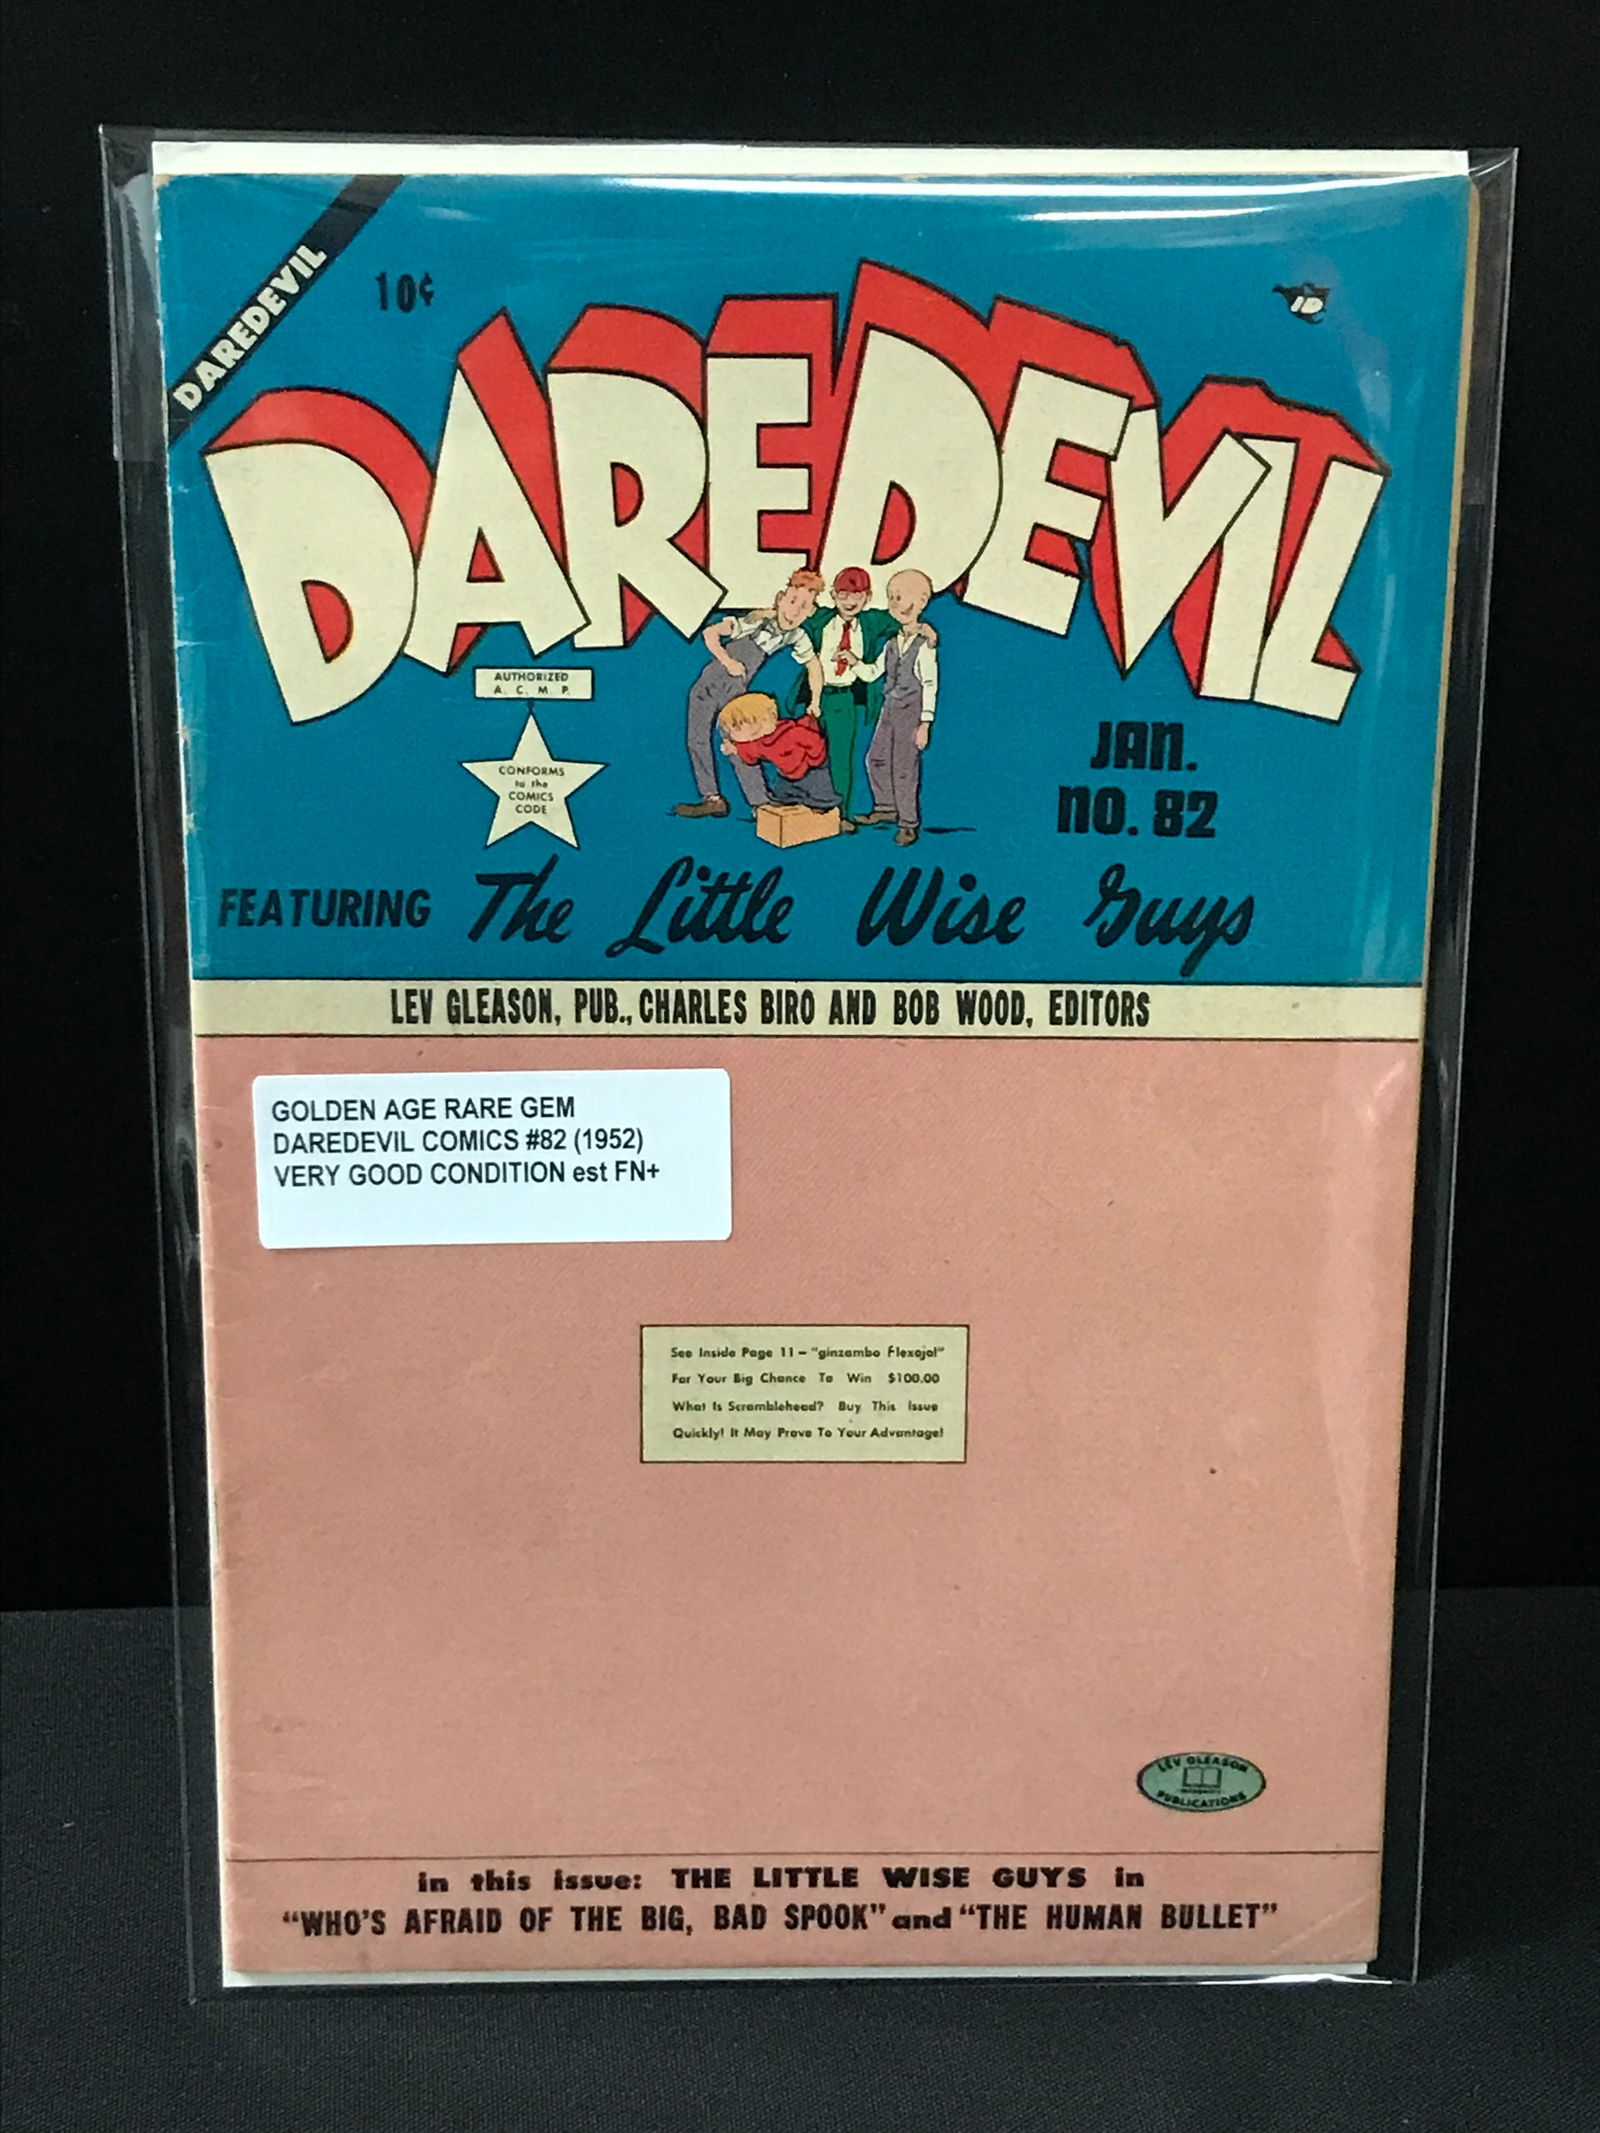 DAREDEVIL
10¢
ID
DAREDEVIL
AUTHORIZED
A. C. M. P.
CONFORMS
to the
COMICS
CODE
JAN.
NO. 82
FEATURING The Little Wise Guys
LEV GLEASON, PUB., CHARLES BIRO AND BOB WOOD, EDITORS
GOLDEN AGE RARE GEM
DAREDEVIL COMICS #82 (1952)
VERY GOOD CONDITION est FN+
See Inside Page 11 – "ginzambo Flexajo!"
For Your Big Chance To Win $100.00
What Is Scramblehead? Buy This Issue
Quickly! It May Prove To Your Advantage!
LEV GLEASON
PUBLICATIONS
in this issue: THE LITTLE WISE GUYS in
"WHO'S AFRAID OF THE BIG, BAD SPOOK" and "THE HUMAN BULLET"